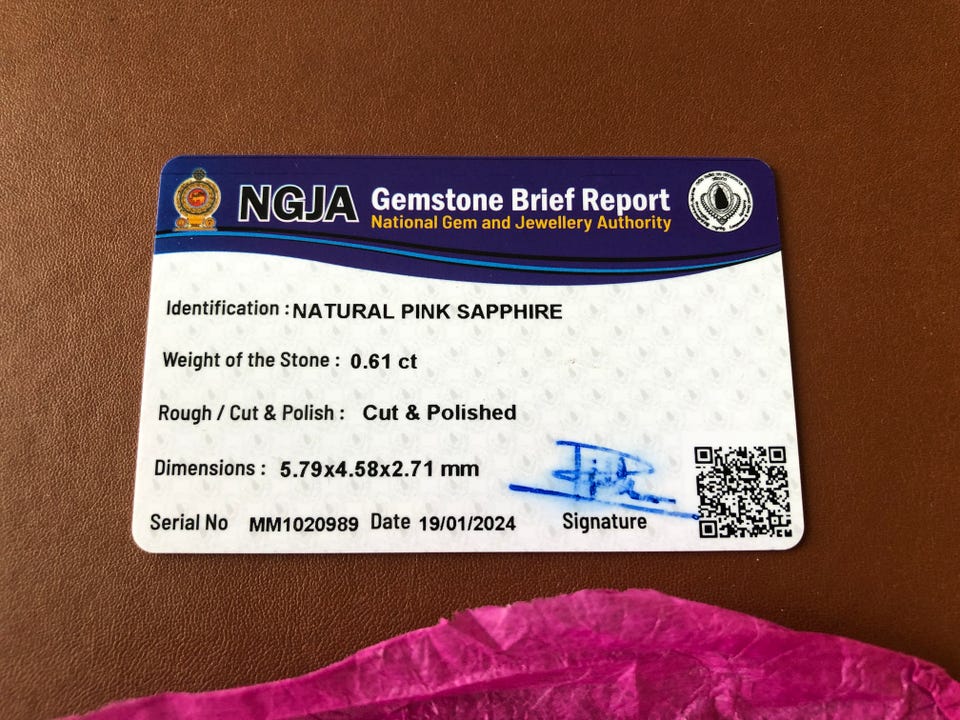 NGJA Gemstone Brief Report
National Gem and Jewellery Authority
Identification : NATURAL PINK SAPPHIRE
Weight of the Stone : 0.61 ct
Rough / Cut & Polish : Cut & Polished
Dimensions : 5.79x4.58x2.71 mm
Serial No MM1020989 Date 19/01/2024 Signature